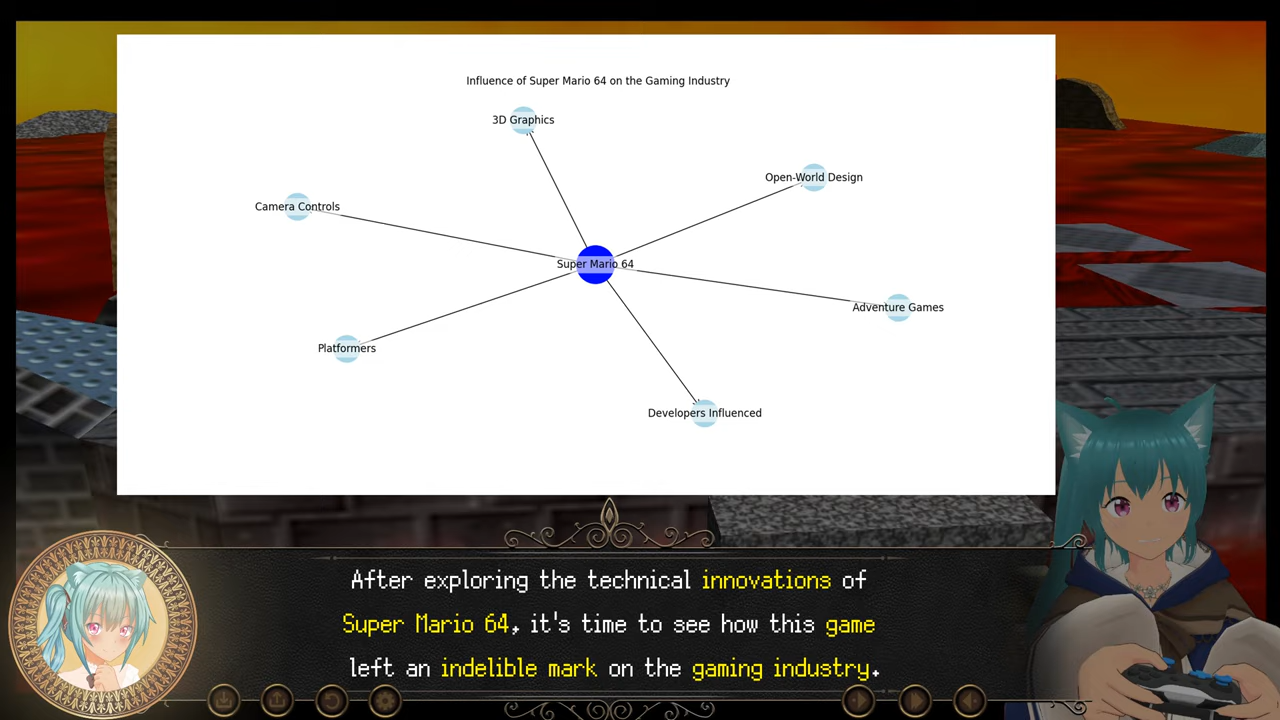 Influence of Super Mario 64 on the Gaming Industry
3D Graphics
Open-World Design
Camera Controls
Super Mario 64
Adventure Games
Platformers
Developers Influenced
After exploring the technical innovations of
Super Mario 64, it's time to see how this game
left an indelible mark on the gaming industry.